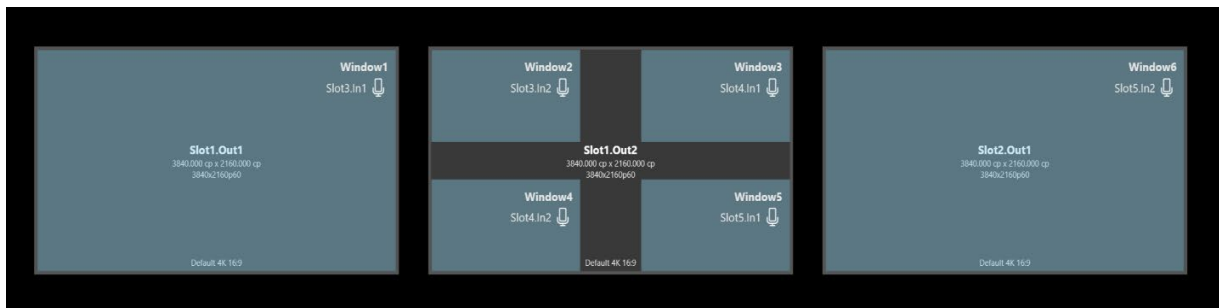 Window1
Slot3.In1
Slot1.Out1
3840.000 cp x 2160.000 cp
3840x2160p60
Default 4K 16:9
Window2
Slot3.In2
Window3
Slot4.In1
Slot1.Out2
3840.000 cp x 2160.000 cp
3840x2160p60
Window4
Slot4.In2
Window5
Slot5.In1
Default 4K 16:9
Window6
Slot5.In2
Slot2.Out1
3840.000 cp x 2160.000 cp
3840x2160p60
Default 4K 16:9